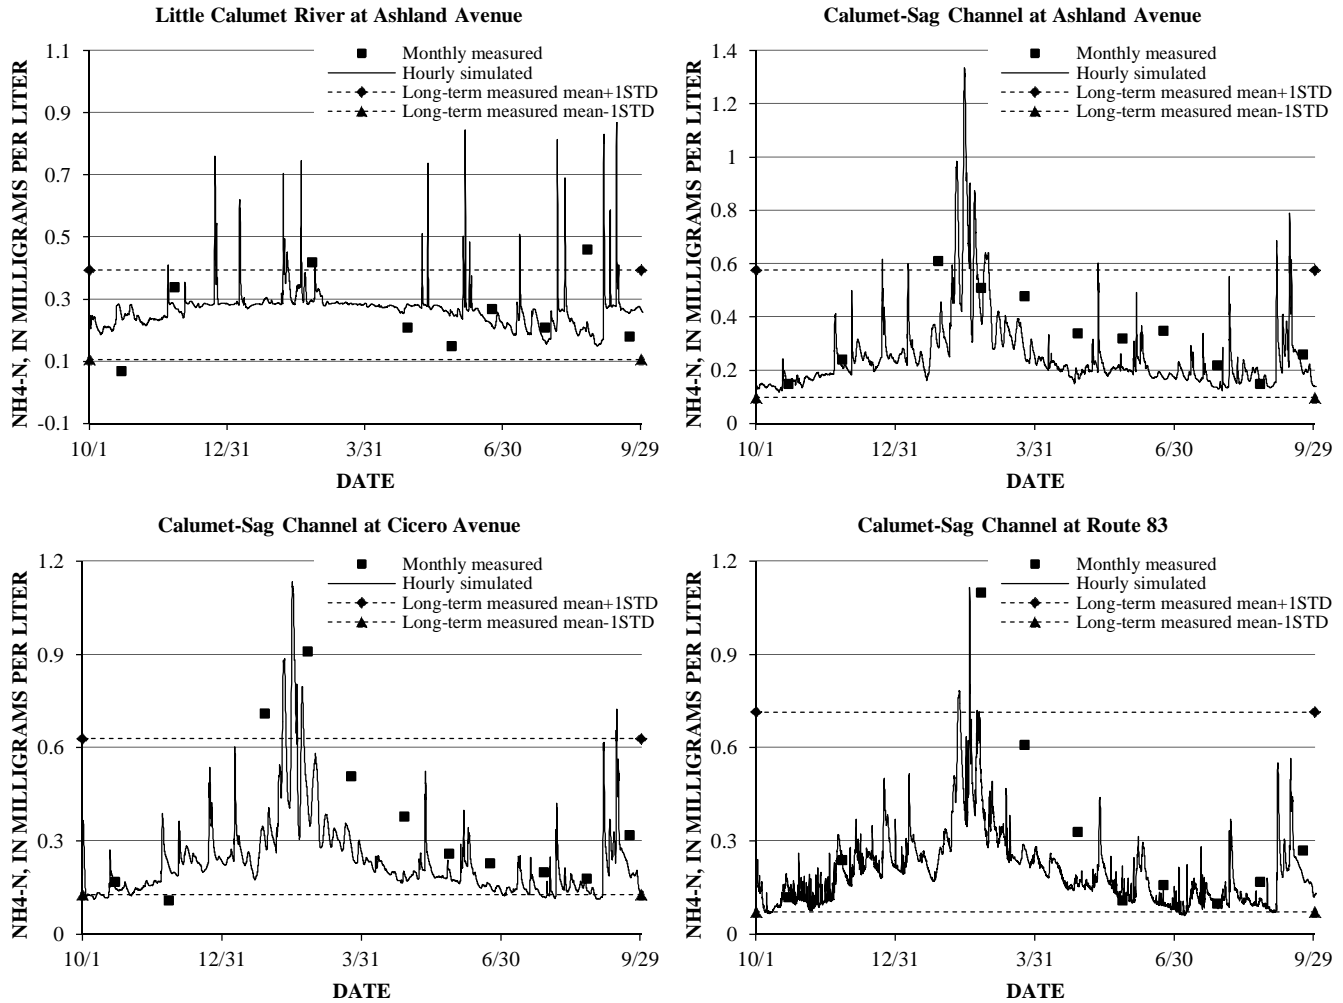 Little Calumet River at Ashland Avenue
NH4-N, IN MILLIGRAMS PER LITER
1.1
0.9
0.7
0.5
0.3
0.1
-0.1
Monthly measured
Hourly simulated
Long-term measured mean+1STD
Long-term measured mean-1STD
10/1
12/31
3/31
6/30
9/29
DATE
Calumet-Sag Channel at Ashland Avenue
NH4-N, IN MILLIGRAMS PER LITER
1.4
1.2
1
0.8
0.6
0.4
0.2
0
Monthly measured
Hourly simulated
Long-term measured mean+1STD
Long-term measured mean-1STD
10/1
12/31
3/31
6/30
9/29
DATE
Calumet-Sag Channel at Cicero Avenue
NH4-N, IN MILLIGRAMS PER LITER
1.2
0.9
0.6
0.3
0
Monthly measured
Hourly simulated
Long-term measured mean+1STD
Long-term measured mean-1STD
10/1
12/31
3/31
6/30
9/29
DATE
Calumet-Sag Channel at Route 83
NH4-N, IN MILLIGRAMS PER LITER
1.2
0.9
0.6
0.3
0
Monthly measured
Hourly simulated
Long-term measured mean+1STD
Long-term measured mean-1STD
10/1
12/31
3/31
6/30
9/29
DATE